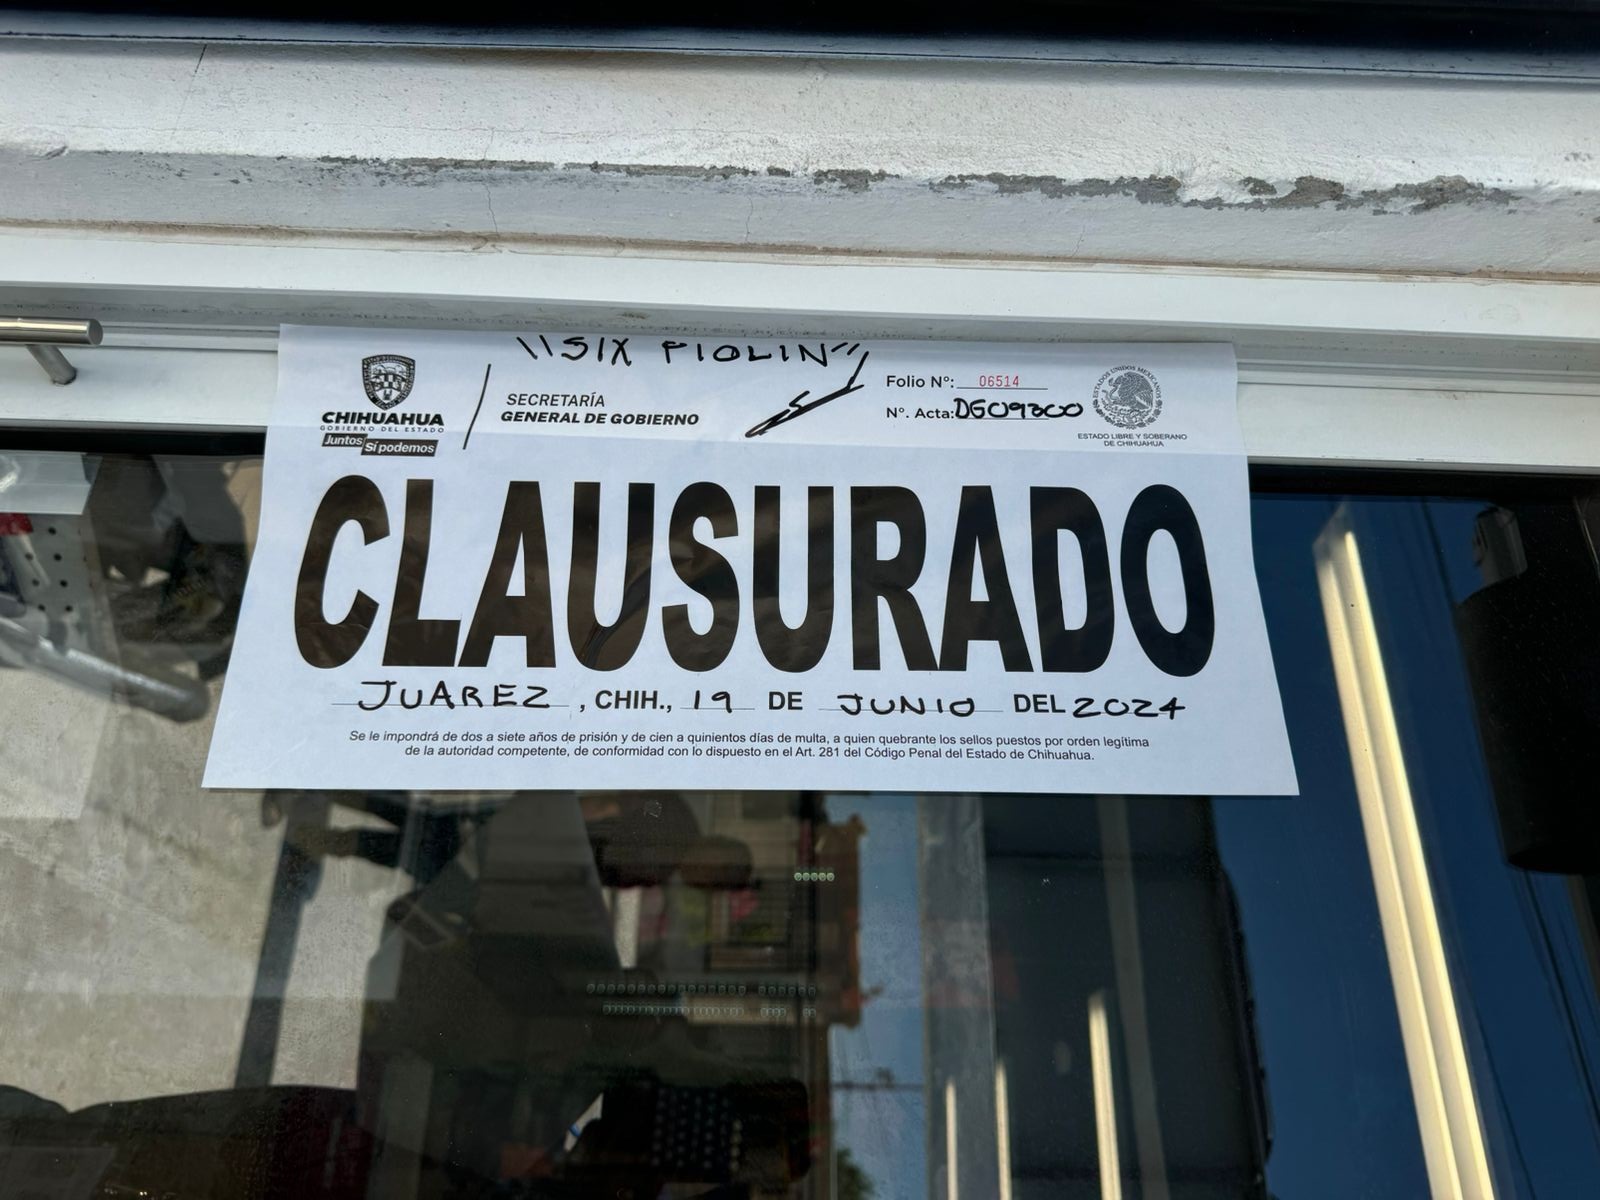 "SIX PIOLIN"
CHIHUAHUA
GOBIERNO DEL ESTADO
Juntos Sí podemos
SECRETARÍA
GENERAL DE GOBIERNO
Folio Nº: 06514
Nº. Acta: DG09300
ESTADOS UNIDOS MEXICANOS
ESTADO LIBRE Y SOBERANO
DE CHIHUAHUA
CLAUSURADO
JUAREZ, CHIH., 19 DE JUNIO DEL 2024
Se le impondrá de dos a siete años de prisión y de cien a quinientos días de multa, a quien quebrante los sellos puestos por orden legítima
de la autoridad competente, de conformidad con lo dispuesto en el Art. 281 del Código Penal del Estado de Chihuahua.